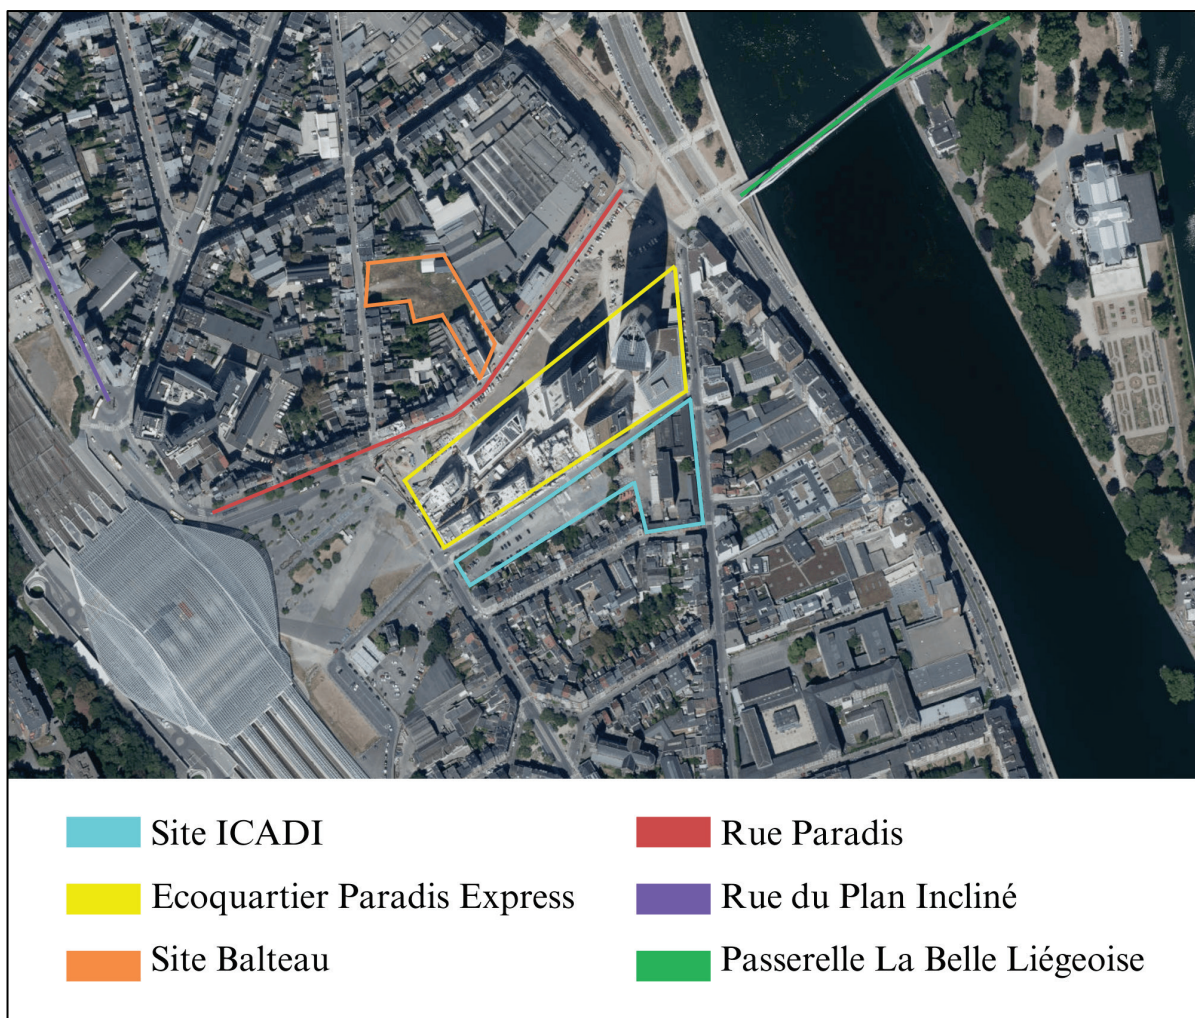 Site ICADI
Ecoquartier Paradis Express
Site Balteau
Rue Paradis
Rue du Plan Incliné
Passerelle La Belle Liégeoise